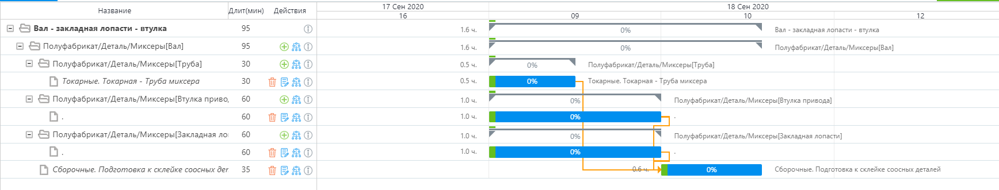 Название Длит(мин) Действия 17 Сен 2020 18 Сен 2020
16 09 10 12
Вал - закладная лопасти - втулка 95 1.6 ч. 0% Вал - закладная лопасти - втулка
Полуфабрикат/Деталь/Миксеры[Вал] 95 1.6 ч. 0% Полуфабрикат/Деталь/Миксеры[Вал]
Полуфабрикат/Деталь/Миксеры[Труба] 30 0.5 ч. 0% Полуфабрикат/Деталь/Миксеры[Труба]
Токарные. Токарная - Труба миксера 30 0.5 ч. 0% Токарные. Токарная - Труба миксера
Полуфабрикат/Деталь/Миксеры[Втулка приво 60 1.0 ч. 0% Полуфабрикат/Деталь/Миксеры[Втулка привода]
. 60 1.0 ч. 0% .
Полуфабрикат/Деталь/Миксеры[Закладная ло 60 1.0 ч. 0% Полуфабрикат/Деталь/Миксеры[Закладная лопасти]
. 60 1.0 ч. 0% .
Сборочные. Подготовка к склейке соосных дет 35 0.6 ч. 0% Сборочные. Подготовка к склейке соосных деталей